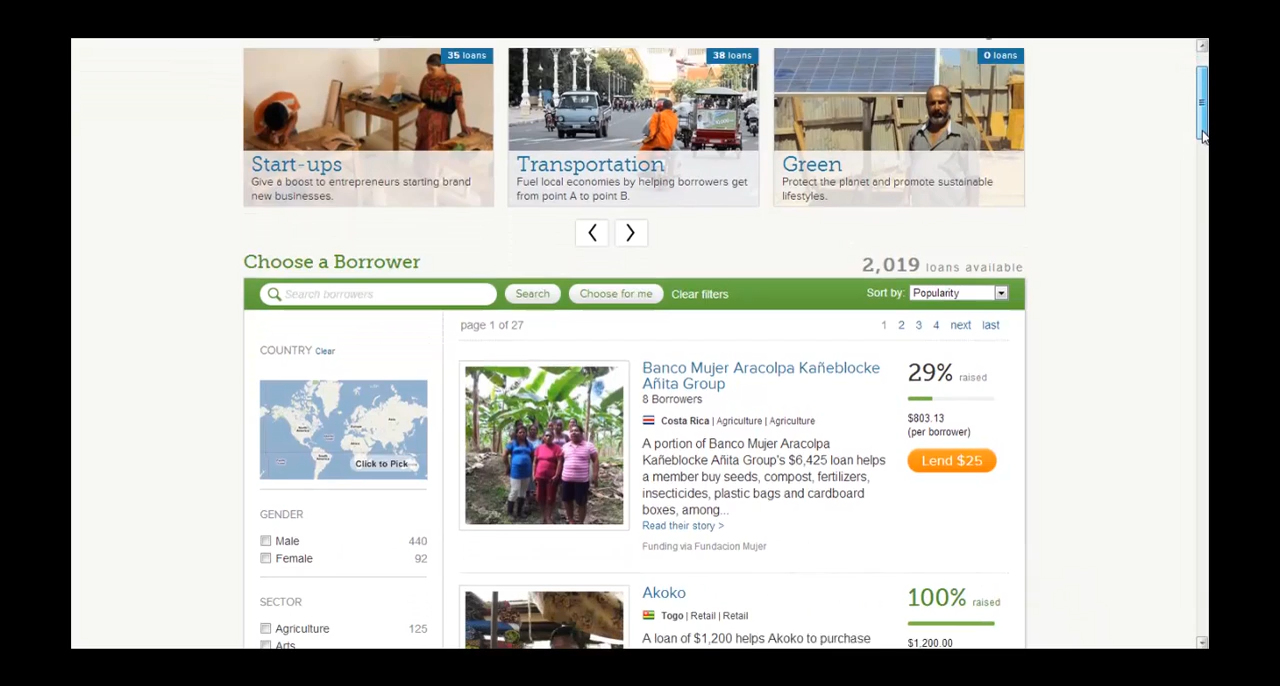 35 loans
38 loans
0 loans
Start-ups
Give a boost to entrepreneurs starting brand
new businesses.
Transportation
Fuel local economies by helping borrowers get
from point A to point B.
Green
Protect the planet and promote sustainable
lifestyles.
Choose a Borrower
2,019 loans available
Search borrowers
Search
Choose for me
Clear filters
Sort by: Popularity
page 1 of 27
1 2 3 4 next last
COUNTRY Clear
Click to Pick
GENDER
Male 440
Female 92
SECTOR
Agriculture 125
Arts
Banco Mujer Aracolpa Kañeblocke
Añita Group
8 Borrowers
Costa Rica | Agriculture | Agriculture
A portion of Banco Mujer Aracolpa
Kañeblocke Añita Group's $6,425 loan helps
a member buy seeds, compost, fertilizers,
insecticides, plastic bags and cardboard
boxes, among...
Read their story >
Funding via Fundacion Mujer
29% raised
$803.13
(per borrower)
Lend $25
Akoko
Togo | Retail | Retail
A loan of $1,200 helps Akoko to purchase
100% raised
$1,200.00